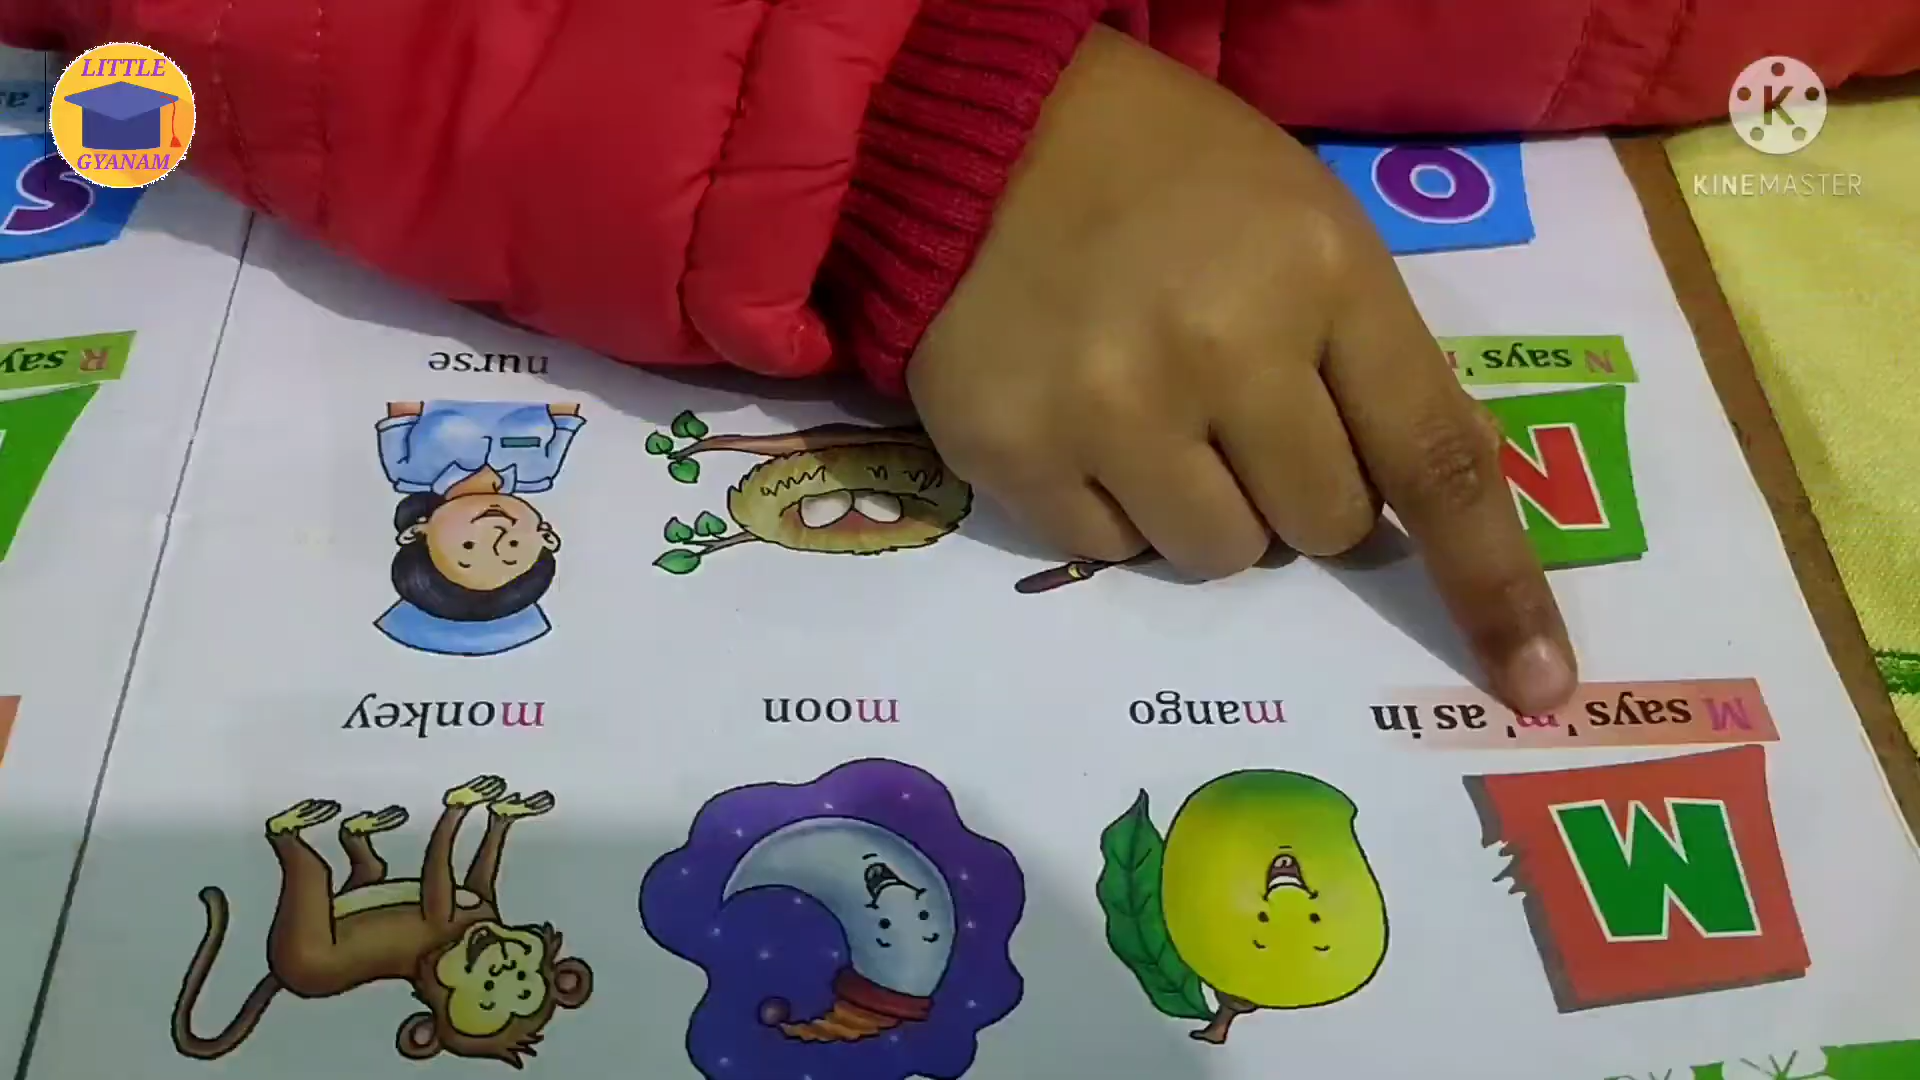 LITTLE
GYANAM
K
KINEMASTER
M
M says 'm' as in
mango
moon
monkey
N
N says
nurse
O
R say
S